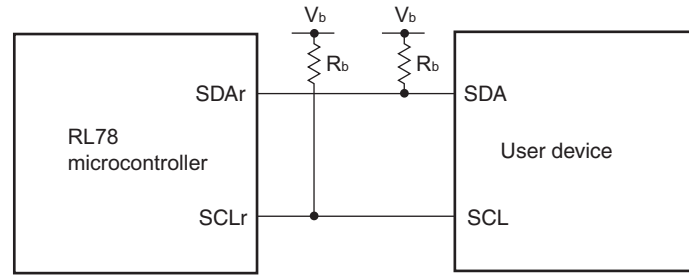 Vb Vb
Rb Rb
SDAr SDA
RL78
microcontroller
User device
SCLr SCL